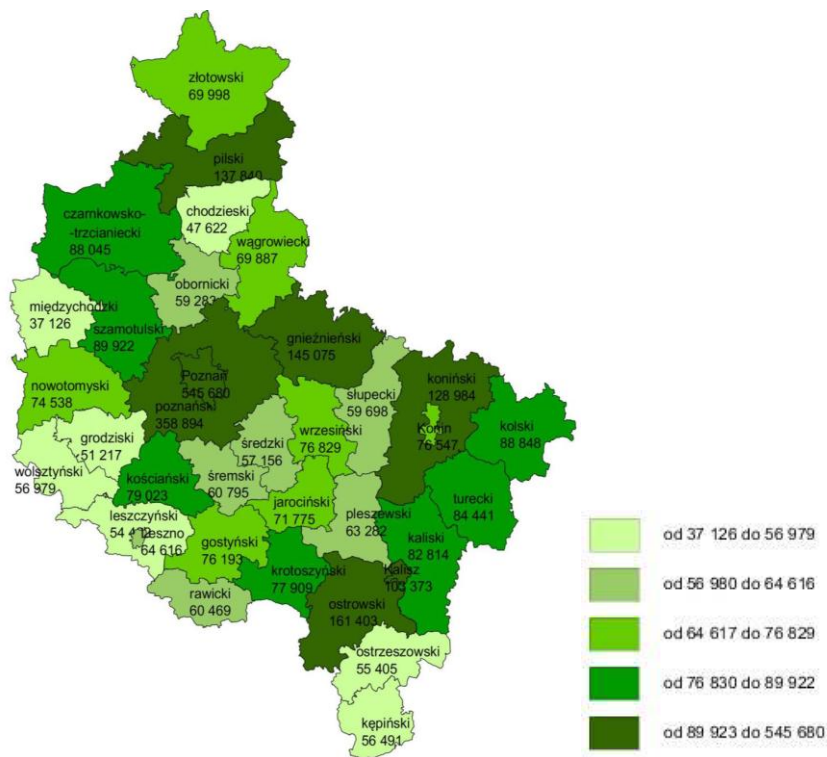 złotowski
69 998
pilski
137 840
chodzieski
47 622
czarnkowsko-
-trzcianiecki
88 045
wągrowiecki
69 887
obornicki
59 283
międzychodzki
37 126
szamotulski
89 922
gnieźnieński
145 075
Poznań
545 680
poznański
358 894
nowotomyski
74 538
słupecki
59 698
koniński
128 984
Konin
76 547
kolski
88 848
grodziski
51 217
wolsztyński
56 979
średzki
57 156
wrzesiński
76 829
kościański
79 023
śremski
60 795
turecki
84 441
jarociński
71 775
pleszewski
63 282
leszczyński
Leszno
64 616
gostyński
76 193
kaliski
82 814
krotoszyński
77 909
Kalisz
103 373
rawicki
60 469
ostrowski
161 403
ostrzeszowski
55 405
kępiński
56 491
od 37 126 do 56 979
od 56 980 do 64 616
od 64 617 do 76 829
od 76 830 do 89 922
od 89 923 do 545 680